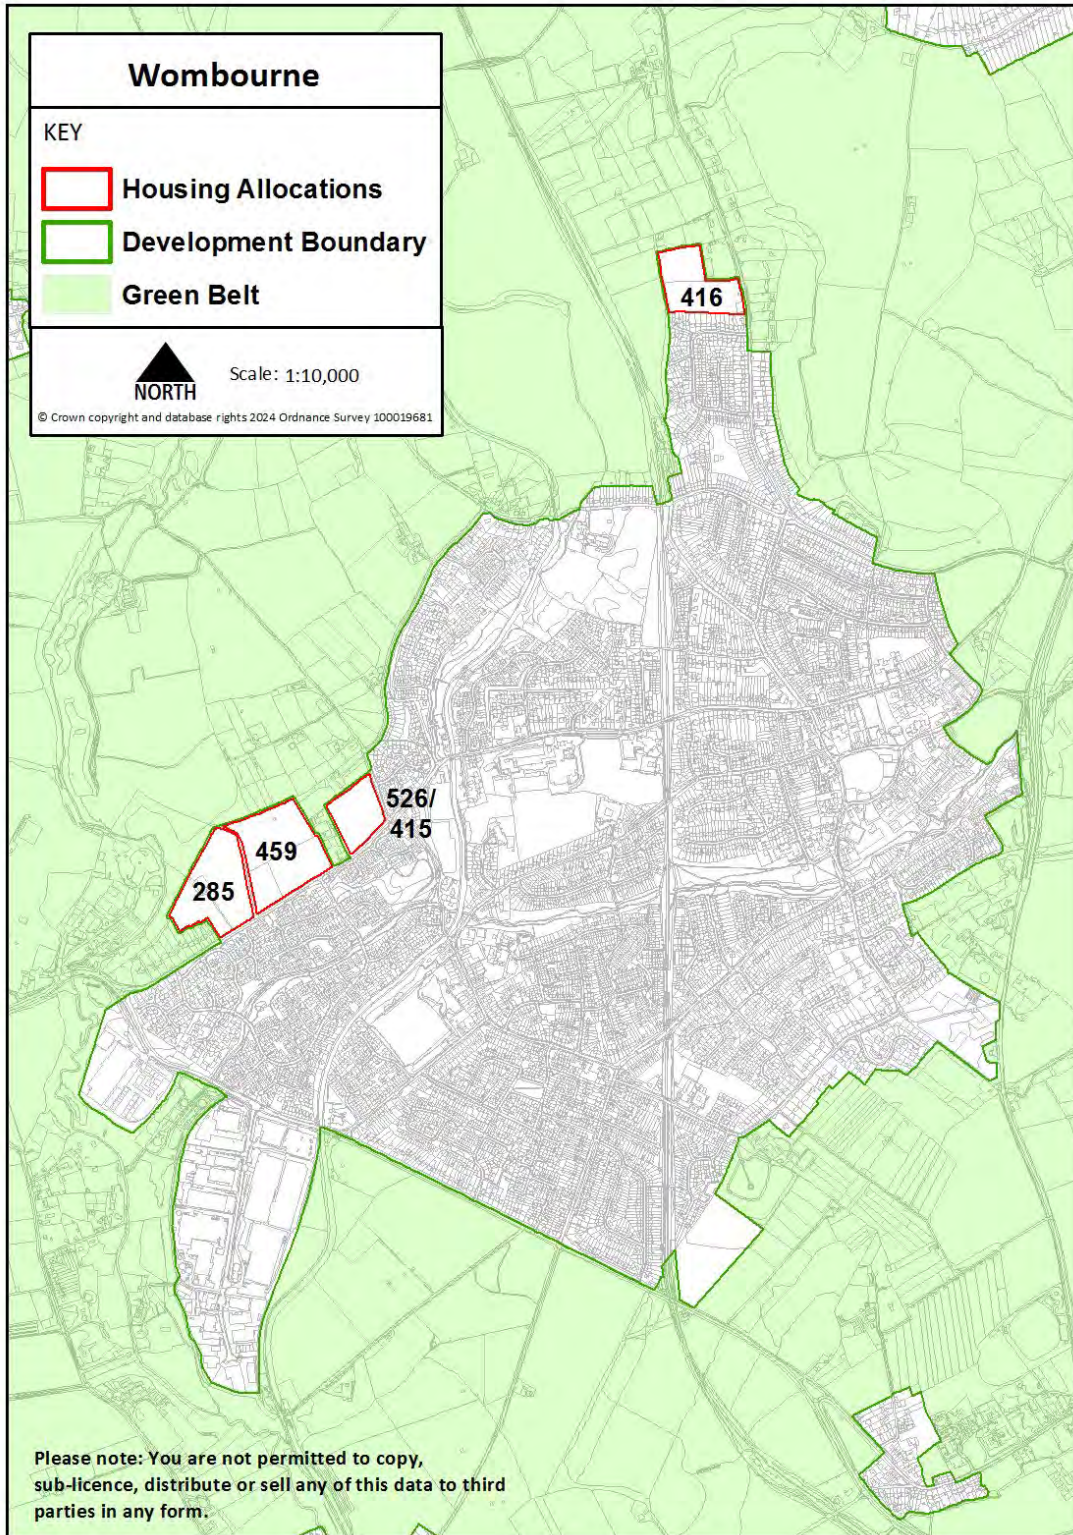 Wombourne
KEY
Housing Allocations
Development Boundary
Green Belt
NORTH
Scale: 1:10,000
© Crown copyright and database rights 2024 Ordnance Survey 100019681
416
526/
415
459
285
Please note: You are not permitted to copy,
sub-licence, distribute or sell any of this data to third
parties in any form.